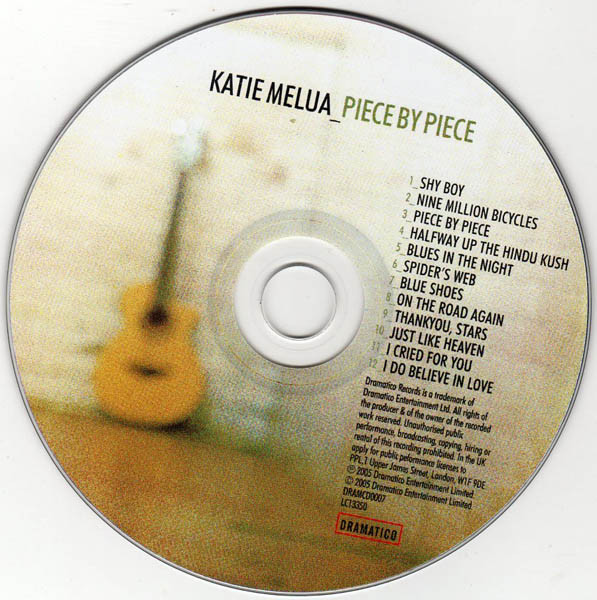 KATIE MELUA_PIECE BY PIECE
1_SHY BOY
2_NINE MILLION BICYCLES
3_PIECE BY PIECE
4_HALFWAY UP THE HINDU KUSH
5_BLUES IN THE NIGHT
6_SPIDER'S WEB
7_BLUE SHOES
8_ON THE ROAD AGAIN
9_THANKYOU, STARS
10_JUST LIKE HEAVEN
11_I CRIED FOR YOU
12_I DO BELIEVE IN LOVE
Dramatico Records is a trademark of
Dramatico Entertainment Ltd. All rights of
the producer & of the owner of the recorded
work reserved. Unauthorised public
performance, broadcasting, copying, hiring or
rental of this recording prohibited. In the UK
apply for public peformance licenses to
PPL,1 Upper James Street, London, W1F 9DE
℗ 2005 Dramatico Entertainment Limited
© 2005 Dramatico Entertainment Limited
DRAMCD0007
LC13350
DRAMATICO